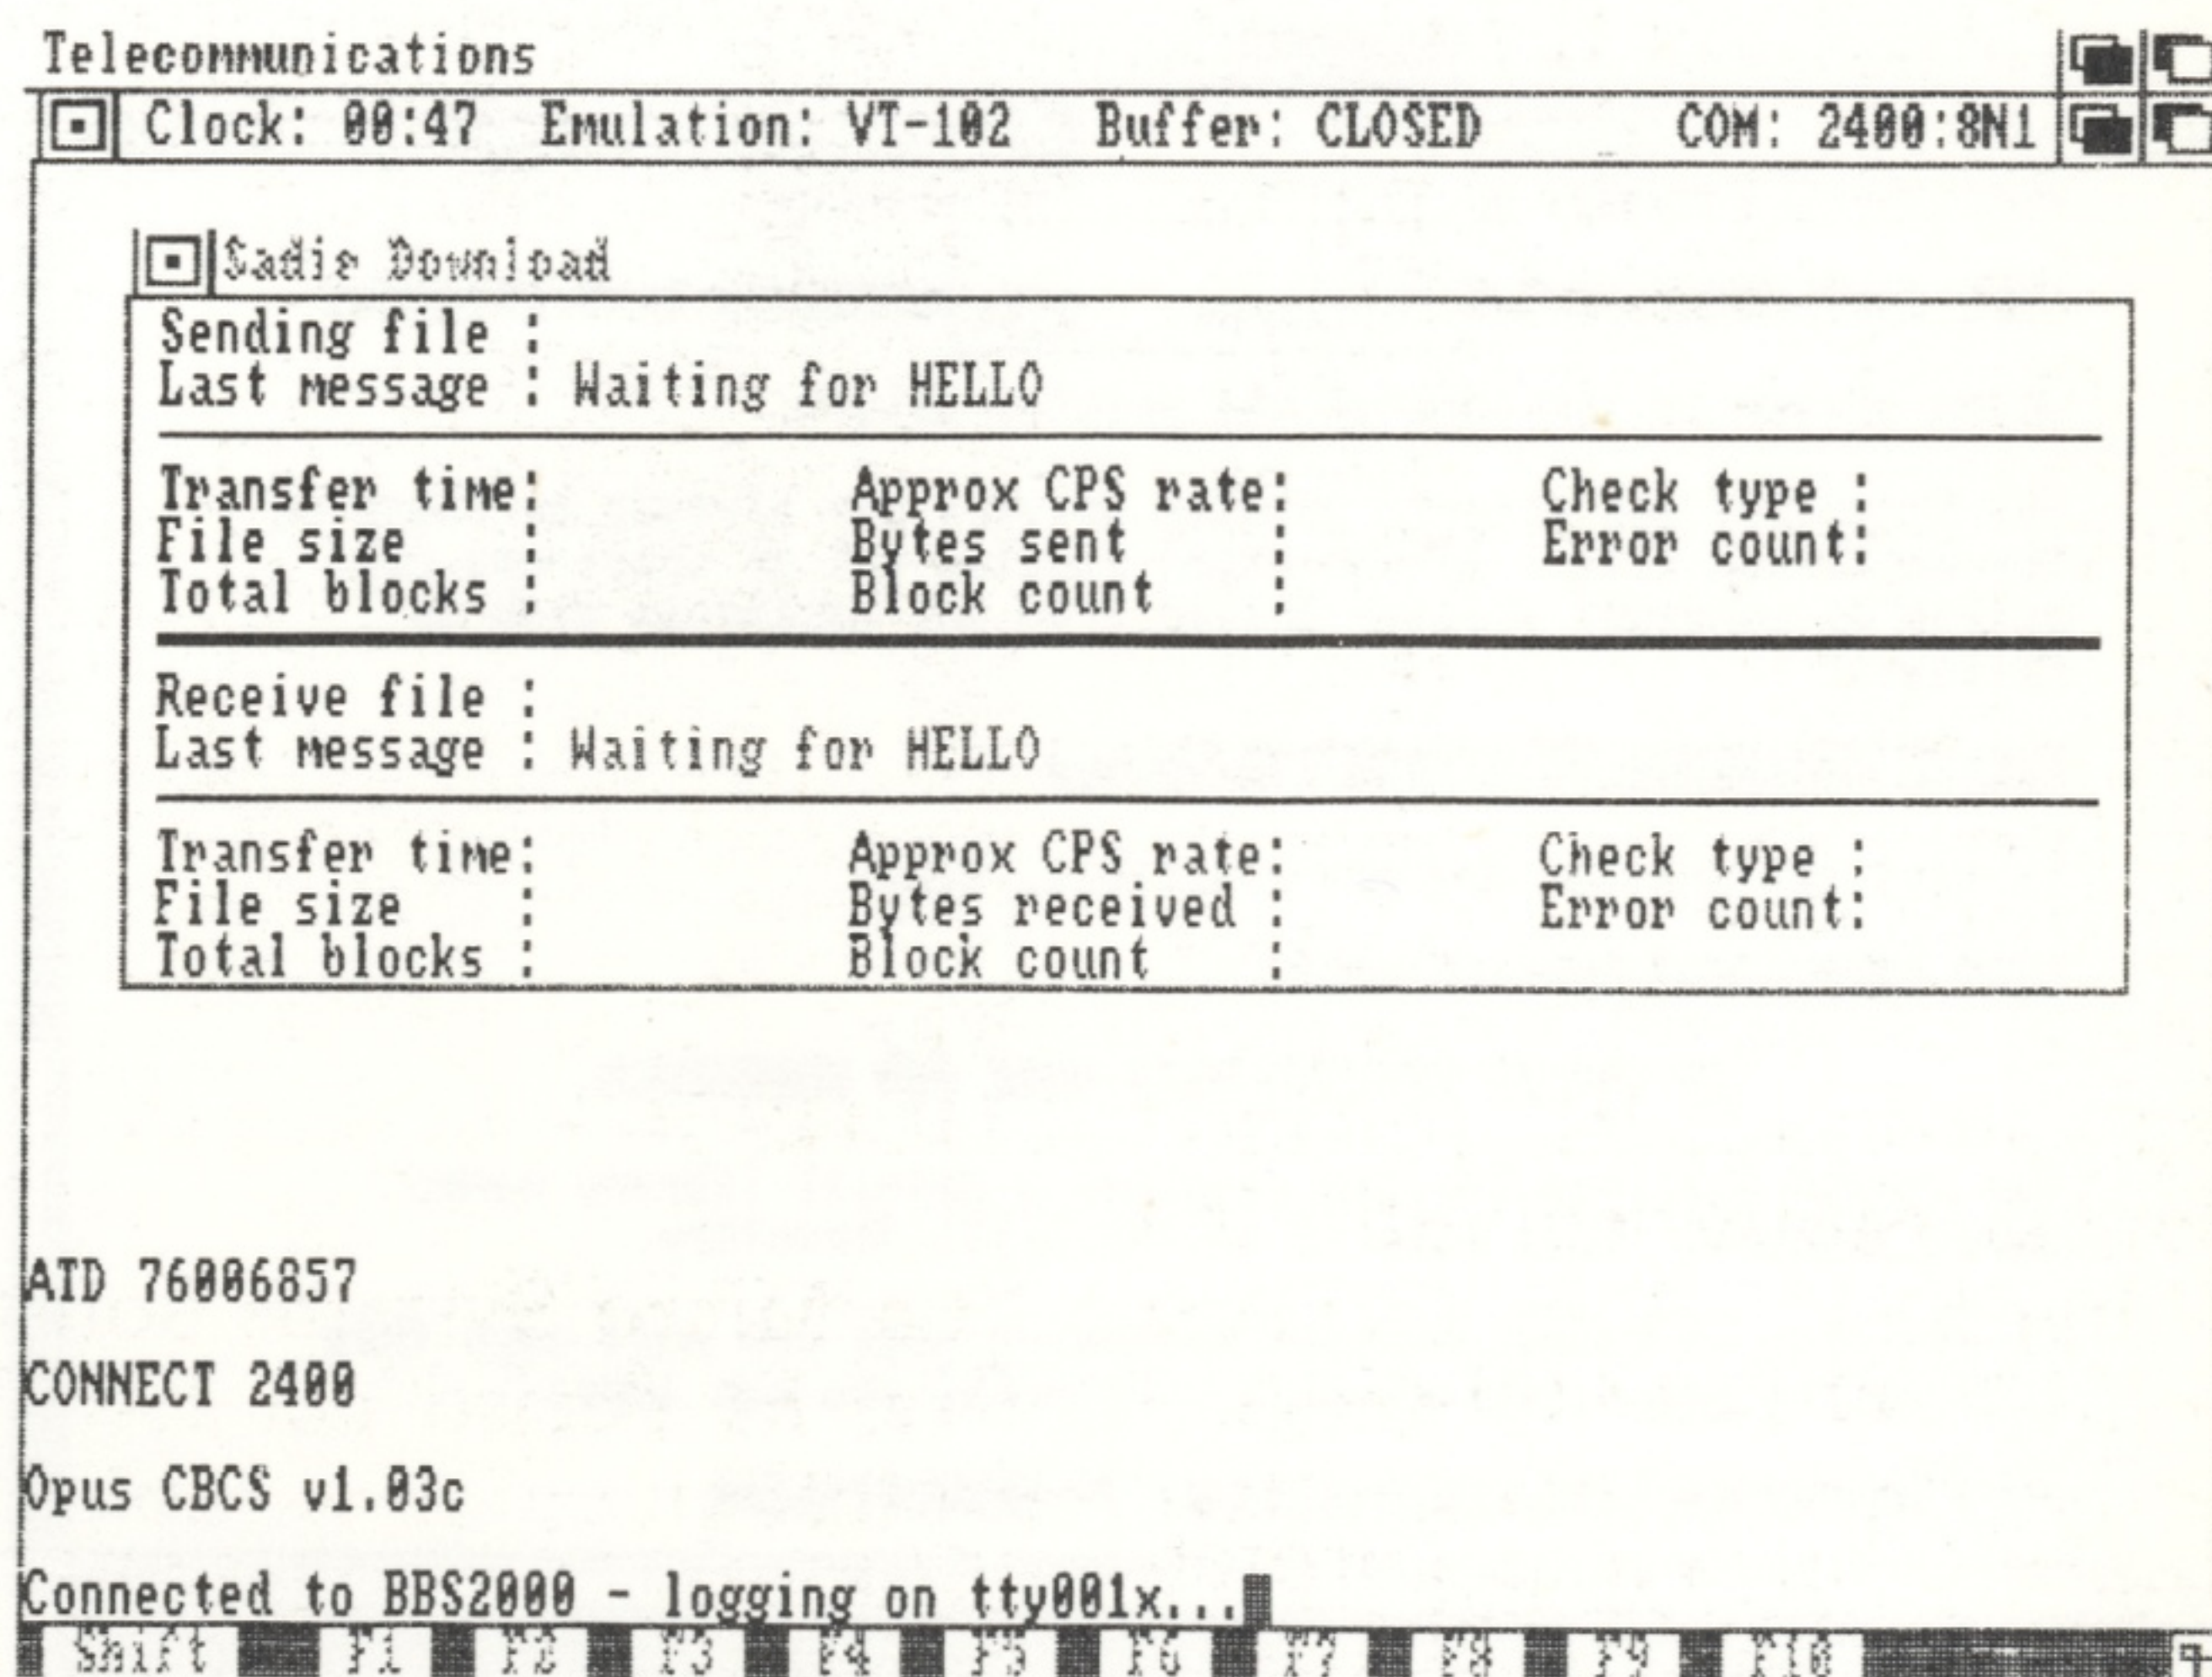 Telecommunications
Clock: 00:47 Emulation: VT-102 Buffer: CLOSED COM: 2400:8N1
Sadie Download
Sending file :
Last message : Waiting for HELLO
Transfer time: Approx CPS rate: Check type :
File size : Bytes sent : Error count:
Total blocks : Block count :
Receive file :
Last message : Waiting for HELLO
Transfer time: Approx CPS rate: Check type :
File size : Bytes received : Error count:
Total blocks : Block count :
ATD 76006857
CONNECT 2400
Opus CBCS v1.03c
Connected to BBS2000 - logging on tty001x...
Shift F1 F2 F3 F4 F5 F6 F7 F8 F9 F10